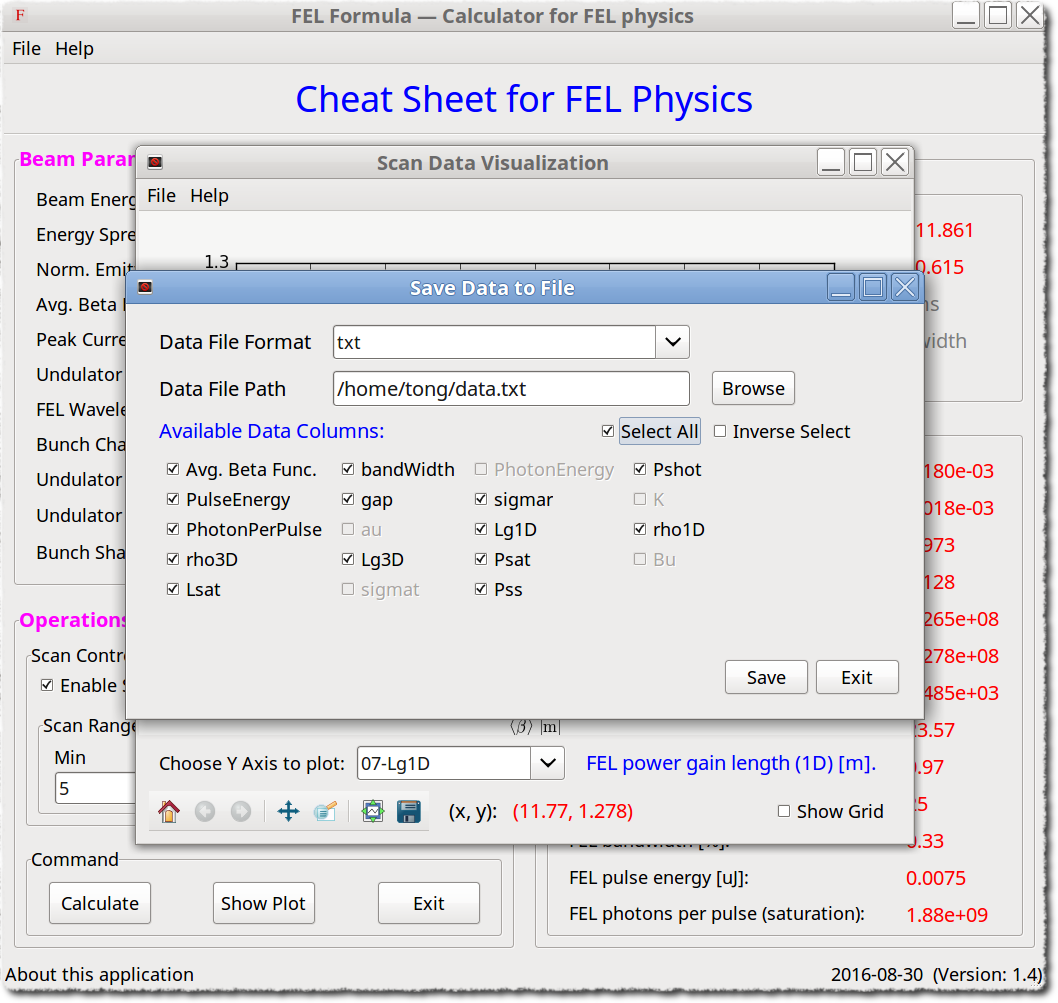 F FEL Formula — Calculator for FEL physics
File Help
Cheat Sheet for FEL Physics
Beam Parar
Beam Energ
Energy Spre
Norm. Emit
Avg. Beta
Peak Curre
Undulator
FEL Wavele
Bunch Cha
Undulator
Undulator
Bunch Sha
Operations
Scan Contro
Enable
Scan Range
Min
5
Command
Calculate Show Plot Exit
11.861
0.615
ns
width
180e-03
018e-03
973
128
265e+08
278e+08
485e+03
3.57
.97
5
.33
FEL bandwidth [%]:
FEL pulse energy [uJ]: 0.0075
FEL photons per pulse (saturation): 1.88e+09
Scan Data Visualization
File Help
1.3
Save Data to File
Data File Format txt
Data File Path /home/tong/data.txt Browse
Available Data Columns: Select All Inverse Select
Avg. Beta Func. bandWidth PhotonEnergy Pshot
PulseEnergy gap sigmar K
PhotonPerPulse au Lg1D rho1D
rho3D Lg3D Psat Bu
Lsat sigmat Pss
Save Exit
⟨β⟩ [m]
Choose Y Axis to plot: 07-Lg1D FEL power gain length (1D) [m].
(x, y): (11.77, 1.278) Show Grid
About this application 2016-08-30 (Version: 1.4)